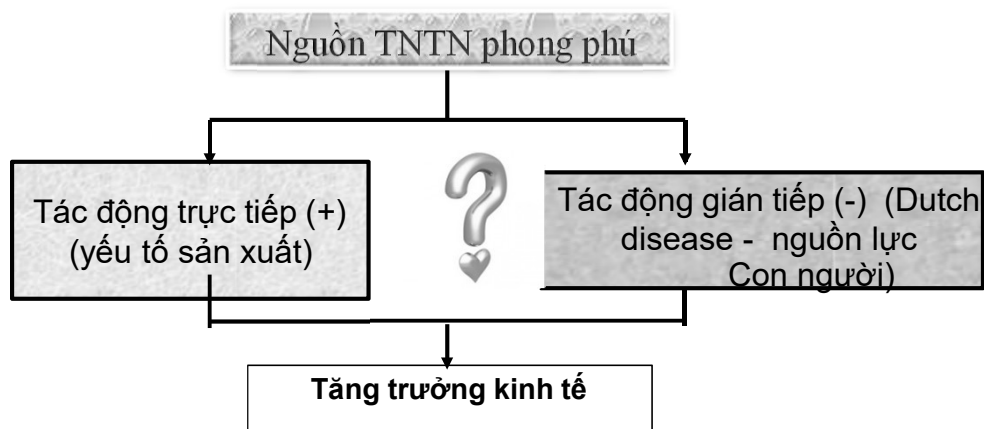 Nguồn TNTN phong phú
Tác động trực tiếp (+)
(yếu tố sản xuất)
?
Tác động gián tiếp (-) (Dutch
disease - nguồn lực
Con người)
Tăng trưởng kinh tế